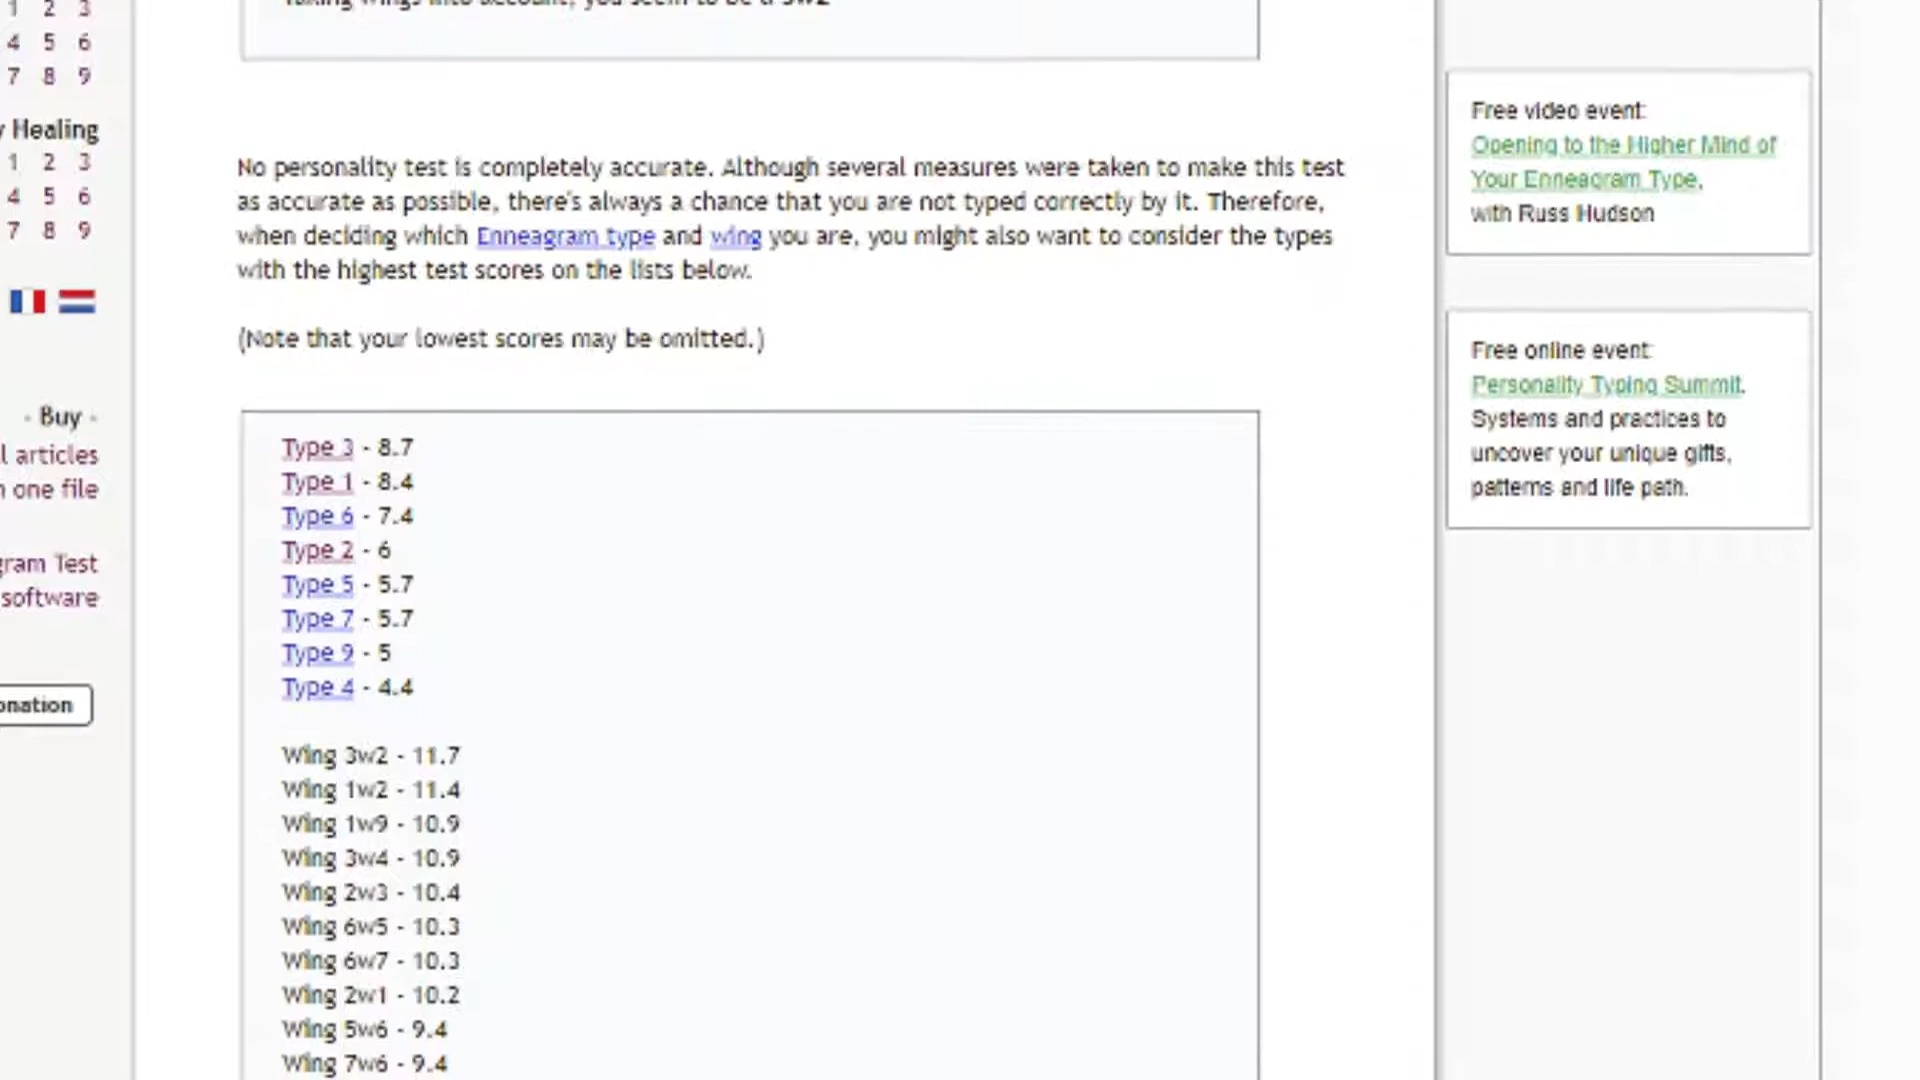 1 2 3
4 5 6
7 8 9
Healing
1 2 3
4 5 6
7 8 9
- Buy -
articles
one file
Test
software
Taking wings into account, you seem to be a 3w2
No personality test is completely accurate. Although several measures were taken to make this test
as accurate as possible, there's always a chance that you are not typed correctly by it. Therefore,
when deciding which Enneagram type and wing you are, you might also want to consider the types
with the highest test scores on the lists below.
(Note that your lowest scores may be omitted.)
Type 3 - 8.7
Type 1 - 8.4
Type 6 - 7.4
Type 2 - 6
Type 5 - 5.7
Type 7 - 5.7
Type 9 - 5
Type 4 - 4.4
Wing 3w2 - 11.7
Wing 1w2 - 11.4
Wing 1w9 - 10.9
Wing 3w4 - 10.9
Wing 2w3 - 10.4
Wing 6w5 - 10.3
Wing 6w7 - 10.3
Wing 2w1 - 10.2
Wing 5w6 - 9.4
Wing 7w6 - 9.4
Free video event:
Opening to the Higher Mind of
Your Enneagram Type,
with Russ Hudson
Free online event:
Personality Typing Summit.
Systems and practices to
uncover your unique gifts,
patterns and life path.